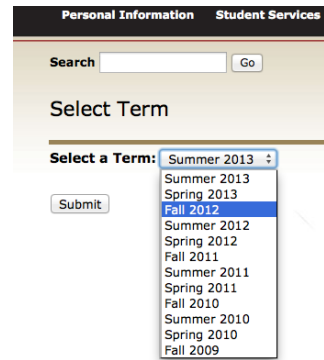 Personal Information Student Services
Search Go
Select Term
Select a Term: Summer 2013
Summer 2013
Spring 2013
Submit
Fall 2012
Summer 2012
Spring 2012
Fall 2011
Summer 2011
Spring 2011
Fall 2010
Summer 2010
Spring 2010
Fall 2009